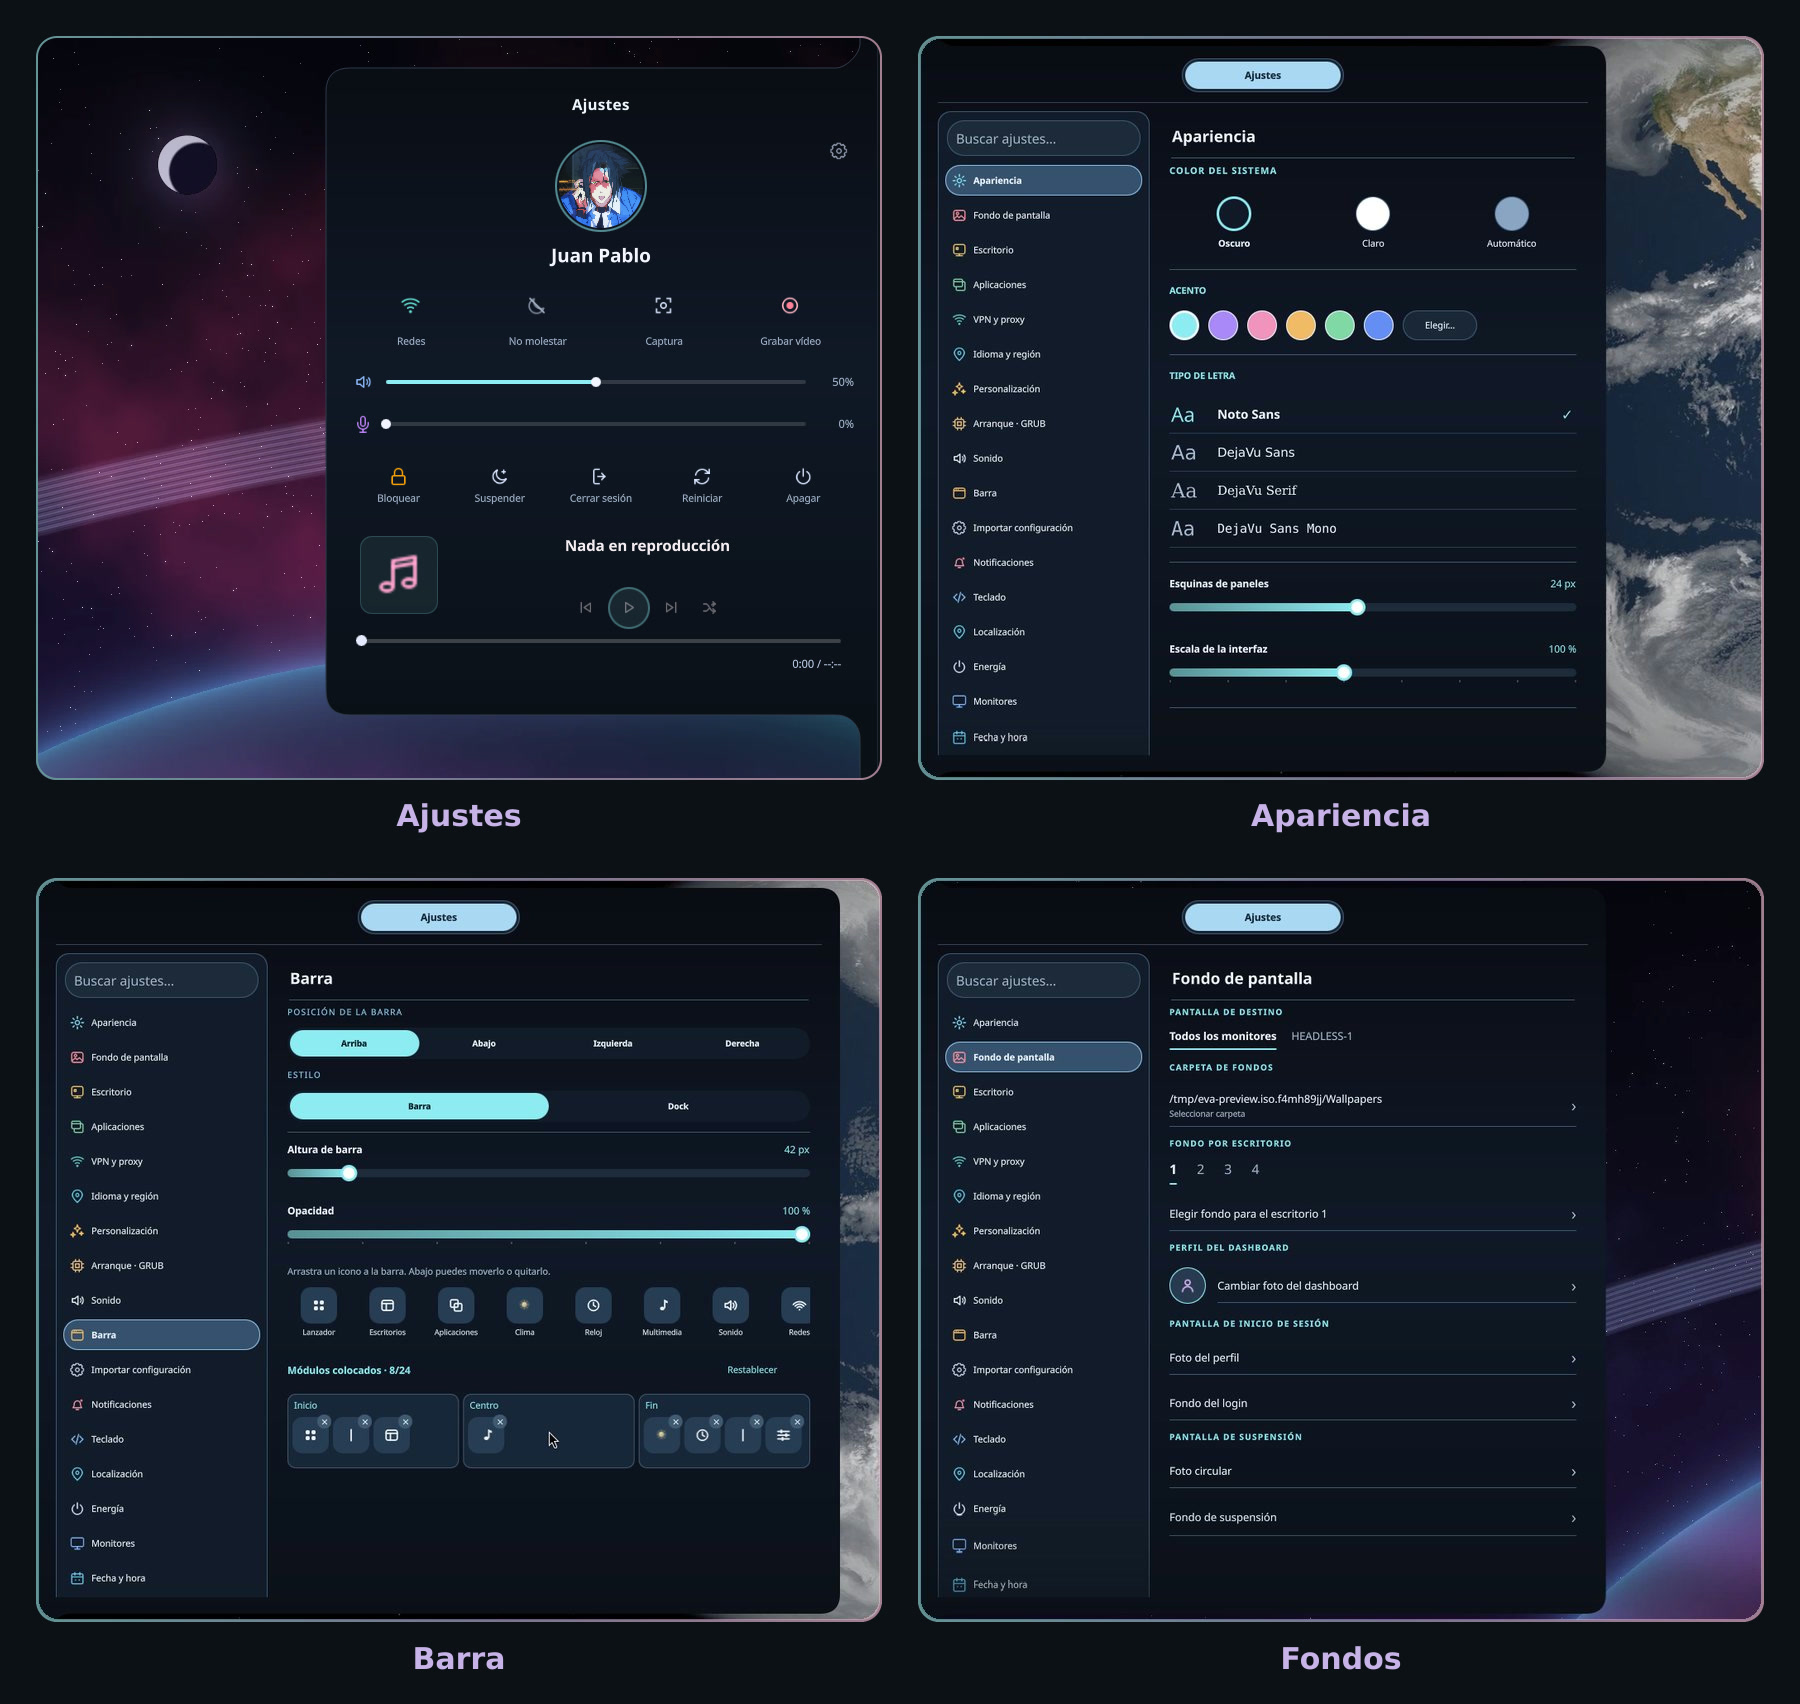 Ajustes
Juan Pablo
Redes No molestar Captura Grabar vídeo
50%
0%
Bloquear Suspender Cerrar sesión Reiniciar Apagar
Nada en reproducción
0:00 / --:--
Ajustes
Ajustes
Buscar ajustes...
Apariencia
Fondo de pantalla
Escritorio
Aplicaciones
VPN y proxy
Idioma y región
Personalización
Arranque · GRUB
Sonido
Barra
Importar configuración
Notificaciones
Teclado
Localización
Energía
Monitores
Fecha y hora
Apariencia
COLOR DEL SISTEMA
Oscuro Claro Automático
ACENTO
Elegir...
TIPO DE LETRA
Aa Noto Sans ✓
Aa DejaVu Sans
Aa DejaVu Serif
Aa DejaVu Sans Mono
Esquinas de paneles 24 px
Escala de la interfaz 100 %
Apariencia
Ajustes
Buscar ajustes...
Apariencia
Fondo de pantalla
Escritorio
Aplicaciones
VPN y proxy
Idioma y región
Personalización
Arranque · GRUB
Sonido
Barra
Importar configuración
Notificaciones
Teclado
Localización
Energía
Monitores
Fecha y hora
Barra
POSICIÓN DE LA BARRA
Arriba Abajo Izquierda Derecha
ESTILO
Barra Dock
Altura de barra 42 px
Opacidad 100 %
Arrastra un icono a la barra. Abajo puedes moverlo o quitarlo.
Lanzador Escritorios Aplicaciones Clima Reloj Multimedia Sonido Redes
Módulos colocados · 8/24 Restablecer
Inicio Centro Fin
Barra
Ajustes
Buscar ajustes...
Apariencia
Fondo de pantalla
Escritorio
Aplicaciones
VPN y proxy
Idioma y región
Personalización
Arranque · GRUB
Sonido
Barra
Importar configuración
Notificaciones
Teclado
Localización
Energía
Monitores
Fecha y hora
Fondo de pantalla
PANTALLA DE DESTINO
Todos los monitores HEADLESS-1
CARPETA DE FONDOS
/tmp/eva-preview.iso.f4mh89jj/Wallpapers
Seleccionar carpeta
FONDO POR ESCRITORIO
1 2 3 4
Elegir fondo para el escritorio 1
PERFIL DEL DASHBOARD
Cambiar foto del dashboard
PANTALLA DE INICIO DE SESIÓN
Foto del perfil
Fondo del login
PANTALLA DE SUSPENSIÓN
Foto circular
Fondo de suspensión
Fondos